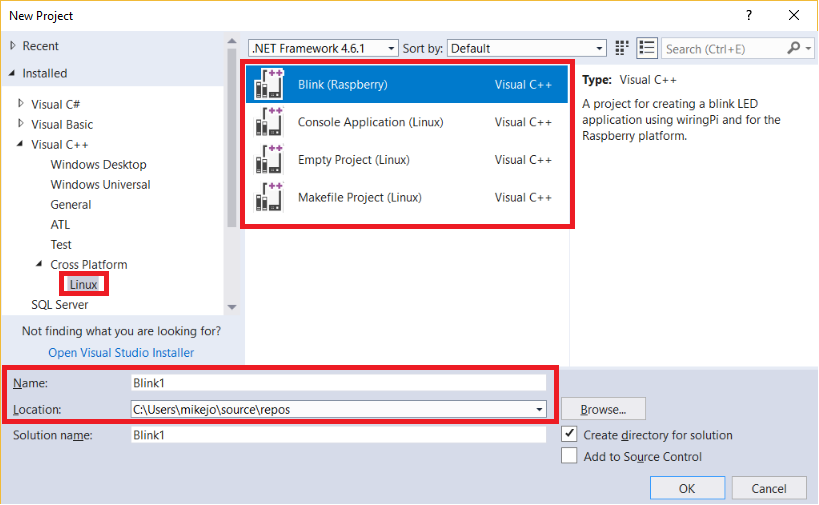 New Project
Recent
.NET Framework 4.6.1
Sort by:
Default
Search (Ctrl+E)
Installed
Visual C#
Visual Basic
Visual C++
Windows Desktop
Windows Universal
General
ATL
Test
Cross Platform
Linux
SQL Server
Not finding what you are looking for?
Open Visual Studio Installer
Blink (Raspberry) Visual C++
Console Application (Linux) Visual C++
Empty Project (Linux) Visual C++
Makefile Project (Linux) Visual C++
Type: Visual C++
A project for creating a blink LED
application using wiringPi and for the
Raspberry platform.
Name: Blink1
Location: C:\Users\mikejo\source\repos
Browse...
Solution name: Blink1
Create directory for solution
Add to Source Control
OK
Cancel